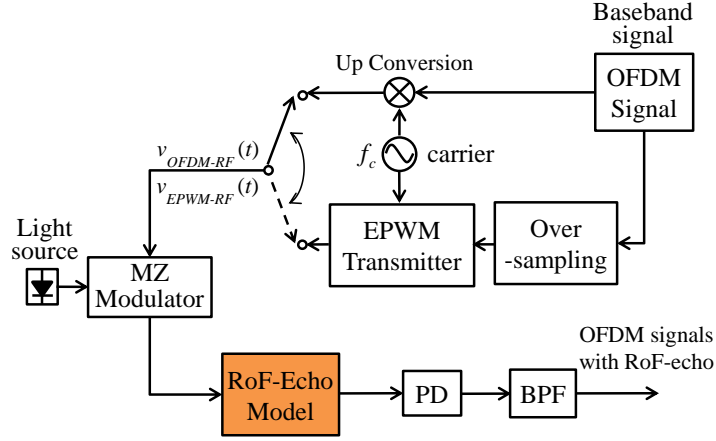 Baseband
signal
Up Conversion
OFDM
Signal
f_c carrier
v_OFDM-RF (t)
v_EPWM-RF (t)
EPWM
Transmitter
Over
-sampling
Light
source
MZ
Modulator
OFDM signals
with RoF-echo
RoF-Echo
Model
PD
BPF